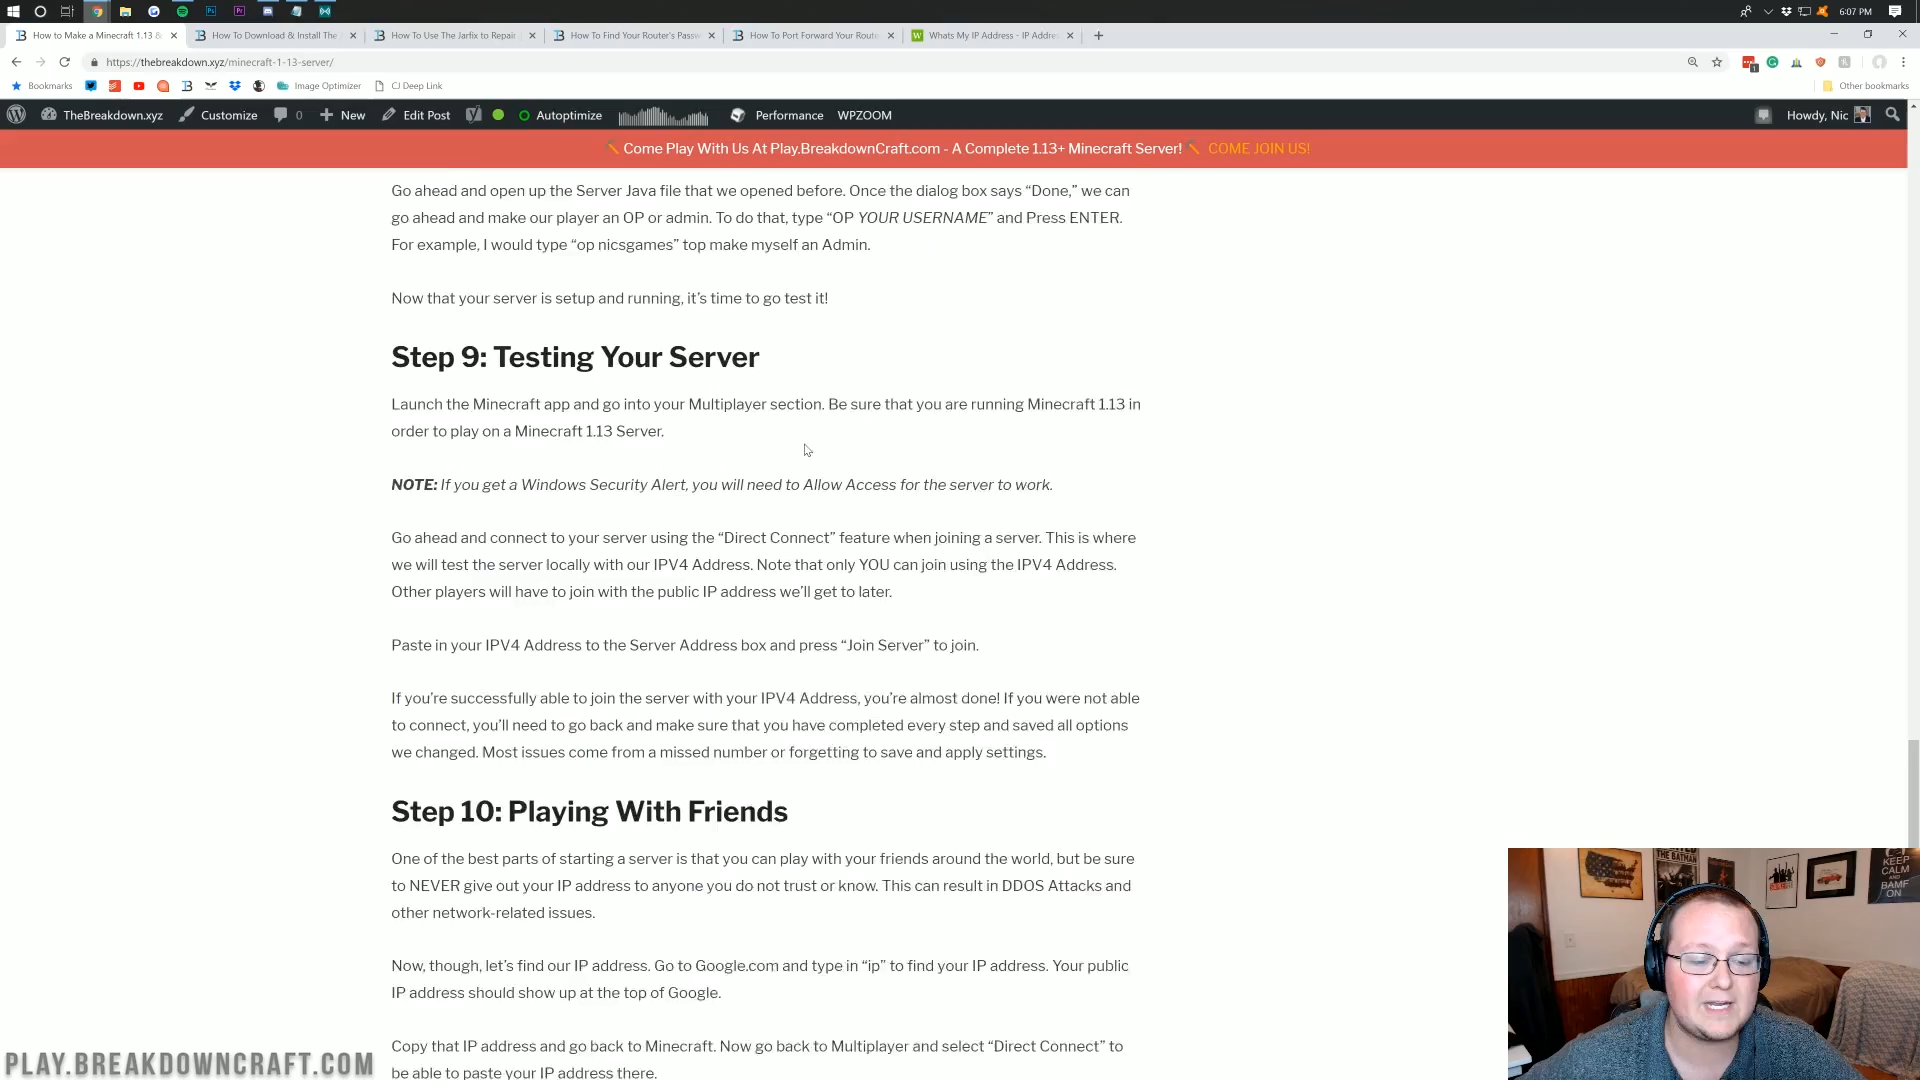 6:07 PM
How to Make a Minecraft 1.13 &
How To Download & Install The
How To Use The Jarfix to Repair
How To Find Your Router's Passw
How To Port Forward Your Route
Whats My IP Address - IP Addres
https://thebreakdown.xyz/minecraft-1-13-server/
Bookmarks
Image Optimizer
CJ Deep Link
Other bookmarks
TheBreakdown.xyz
Customize
0
New
Edit Post
Autoptimize
Performance
WPZOOM
Howdy, Nic
Come Play With Us At Play.BreakdownCraft.com - A Complete 1.13+ Minecraft Server! COME JOIN US!
Go ahead and open up the Server Java file that we opened before. Once the dialog box says “Done,” we can
go ahead and make our player an OP or admin. To do that, type “OP YOUR USERNAME” and Press ENTER.
For example, I would type “op nicsgames” top make myself an Admin.
Now that your server is setup and running, it’s time to go test it!
Step 9: Testing Your Server
Launch the Minecraft app and go into your Multiplayer section. Be sure that you are running Minecraft 1.13 in
order to play on a Minecraft 1.13 Server.
NOTE: If you get a Windows Security Alert, you will need to Allow Access for the server to work.
Go ahead and connect to your server using the “Direct Connect” feature when joining a server. This is where
we will test the server locally with our IPV4 Address. Note that only YOU can join using the IPV4 Address.
Other players will have to join with the public IP address we’ll get to later.
Paste in your IPV4 Address to the Server Address box and press “Join Server” to join.
If you’re successfully able to join the server with your IPV4 Address, you’re almost done! If you were not able
to connect, you’ll need to go back and make sure that you have completed every step and saved all options
we changed. Most issues come from a missed number or forgetting to save and apply settings.
Step 10: Playing With Friends
One of the best parts of starting a server is that you can play with your friends around the world, but be sure
to NEVER give out your IP address to anyone you do not trust or know. This can result in DDOS Attacks and
other network-related issues.
Now, though, let’s find our IP address. Go to Google.com and type in “ip” to find your IP address. Your public
IP address should show up at the top of Google.
Copy that IP address and go back to Minecraft. Now go back to Multiplayer and select “Direct Connect” to
be able to paste your IP address there.
PLAY.BREAKDOWNCRAFT.COM
THE BATMAN
KEEP
CALM
AND
BAMF
ON